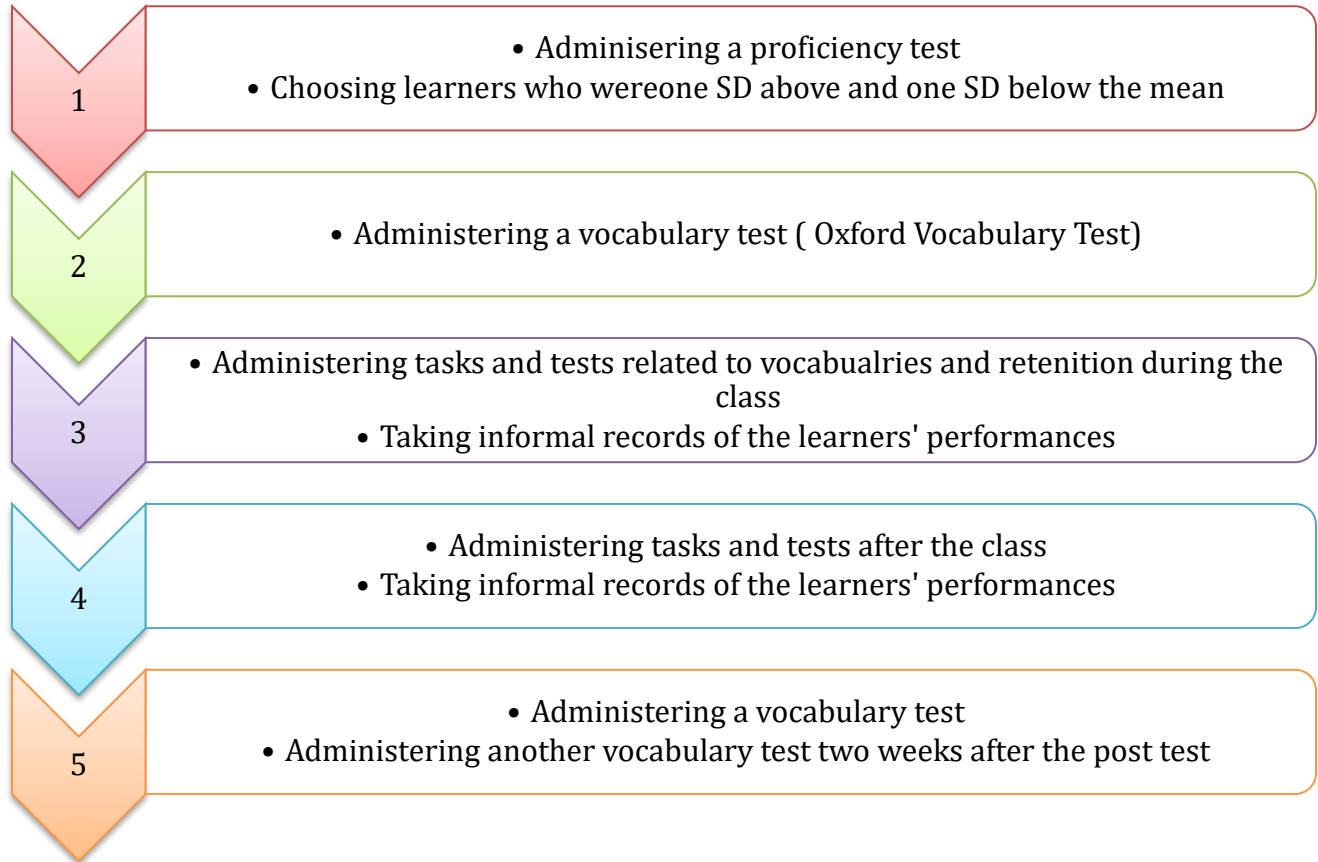 1
• Adminisering a proficiency test
• Choosing learners who wereone SD above and one SD below the mean
2
• Administering a vocabulary test ( Oxford Vocabulary Test)
3
• Administering tasks and tests related to vocabualries and retenition during the
class
• Taking informal records of the learners' performances
4
• Administering tasks and tests after the class
• Taking informal records of the learners' performances
5
• Administering a vocabulary test
• Administering another vocabulary test two weeks after the post test